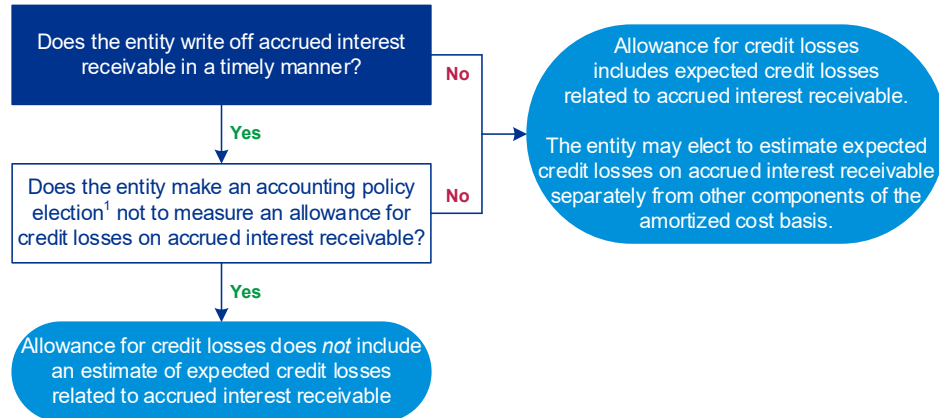 Does the entity write off accrued interest
receivable in a timely manner?
No
Allowance for credit losses
includes expected credit losses
related to accrued interest receivable.
The entity may elect to estimate expected
credit losses on accrued interest receivable
separately from other components of the
amortized cost basis.
Yes
Does the entity make an accounting policy
election¹ not to measure an allowance for
credit losses on accrued interest receivable?
No
Yes
Allowance for credit losses does not include
an estimate of expected credit losses
related to accrued interest receivable